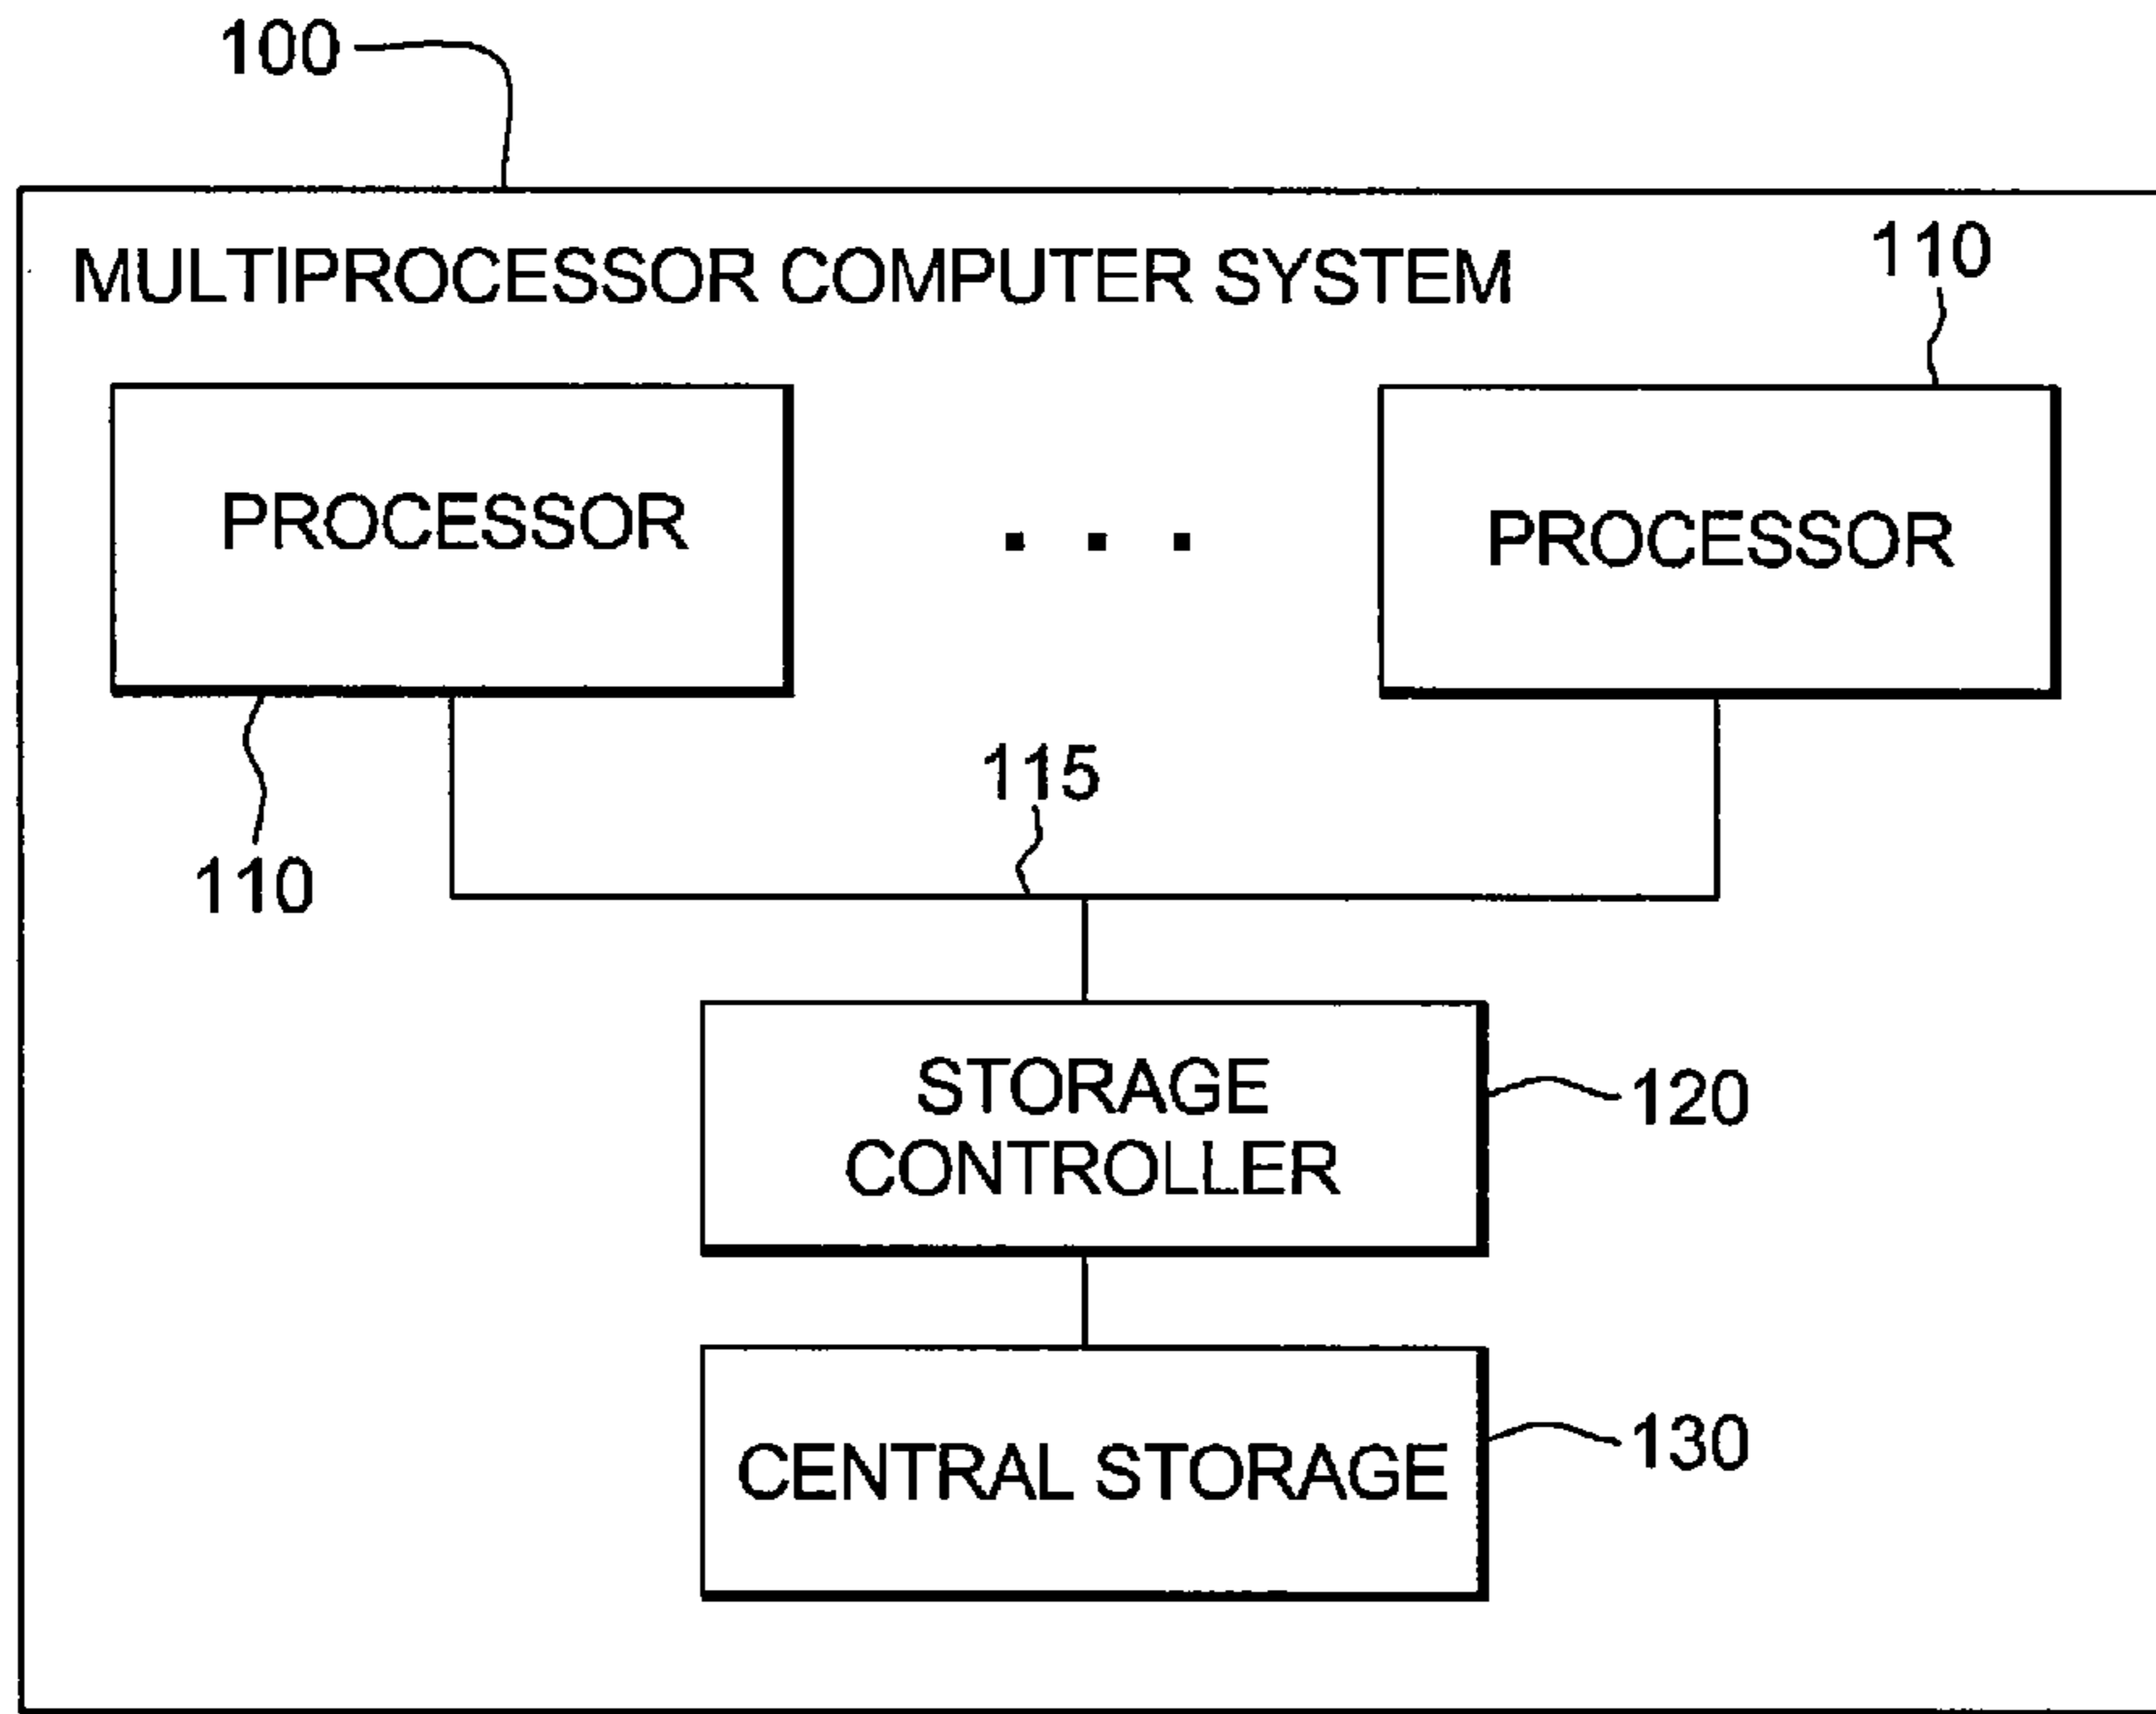 100
MULTIPROCESSOR COMPUTER SYSTEM
110
PROCESSOR
. . .
PROCESSOR
115
110
STORAGE
CONTROLLER
120
CENTRAL STORAGE
130